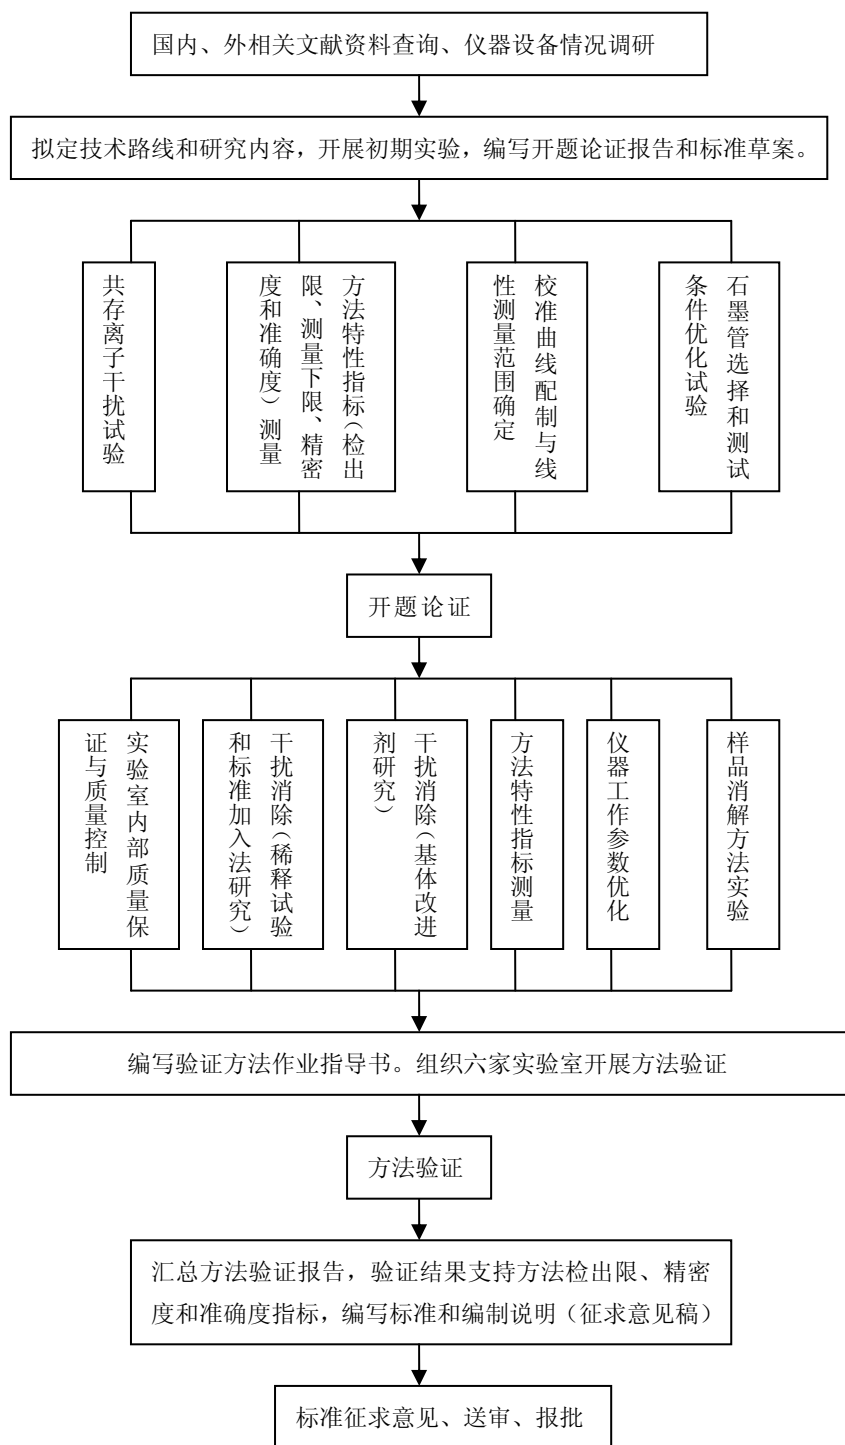 国内、外相关文献资料查询、仪器设备情况调研
拟定技术路线和研究内容，开展初期实验，编写开题论证报告和标准草案。
共存离子干扰试验
方法特性指标（检出
限、测量下限、精密
度和准确度）测量
校准曲线配制与线
性测量范围确定
石墨管选择和测试
条件优化试验
开题论证
实验室内部质量保
证与质量控制
干扰消除（稀释试验
和标准加入法研究）
干扰消除（基体改进
剂研究）
方法特性指标测量
仪器工作参数优化
样品消解方法实验
编写验证方法作业指导书。组织六家实验室开展方法验证
方法验证
汇总方法验证报告，验证结果支持方法检出限、精密
度和准确度指标，编写标准和编制说明（征求意见稿）
标准征求意见、送审、报批